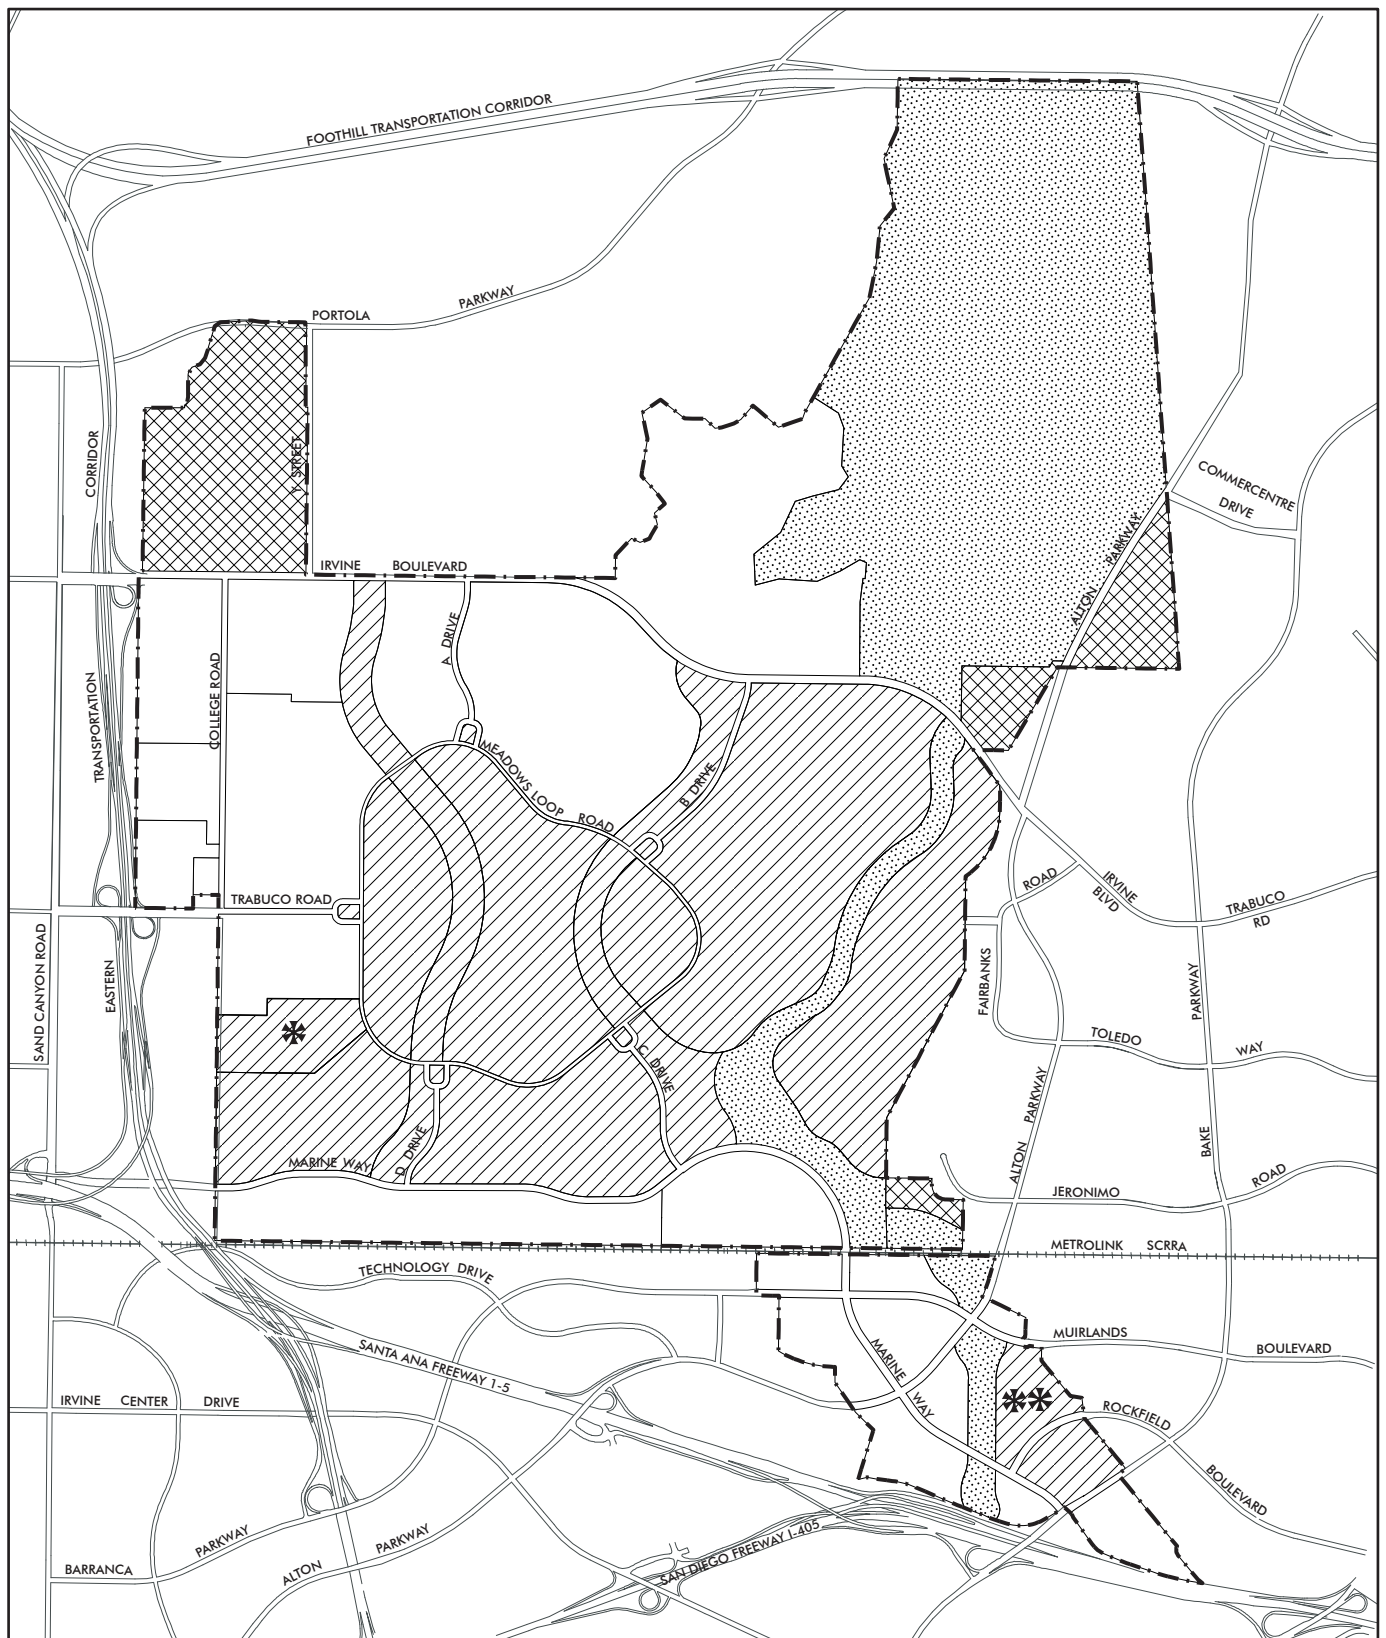 FOOTHILL TRANSPORTATION CORRIDOR
PORTOLA
PARKWAY
Y STREET
CORRIDOR
COMMERCENTRE
DRIVE
ALTON PARKWAY
IRVINE BOULEVARD
A DRIVE
COLLEGE ROAD
TRANSPORTATION
MEADOWS LOOP ROAD
B DRIVE
TRABUCO ROAD
ROAD
IRVINE
BLVD
TRABUCO
RD
SAND CANYON ROAD
EASTERN
FAIRBANKS
PARKWAY
C DRIVE
TOLEDO WAY
ALTON PARKWAY
BAKE
MARINE WAY
D DRIVE
JERONIMO
ROAD
METROLINK SCRRA
TECHNOLOGY DRIVE
MUIRLANDS
BOULEVARD
SANTA ANA FREEWAY 1-5
MARINE WAY
IRVINE CENTER DRIVE
ROCKFIELD
BOULEVARD
PARKWAY
BARRANCA
ALTON
PARKWAY
SAN DIEGO FREEWAY I-405